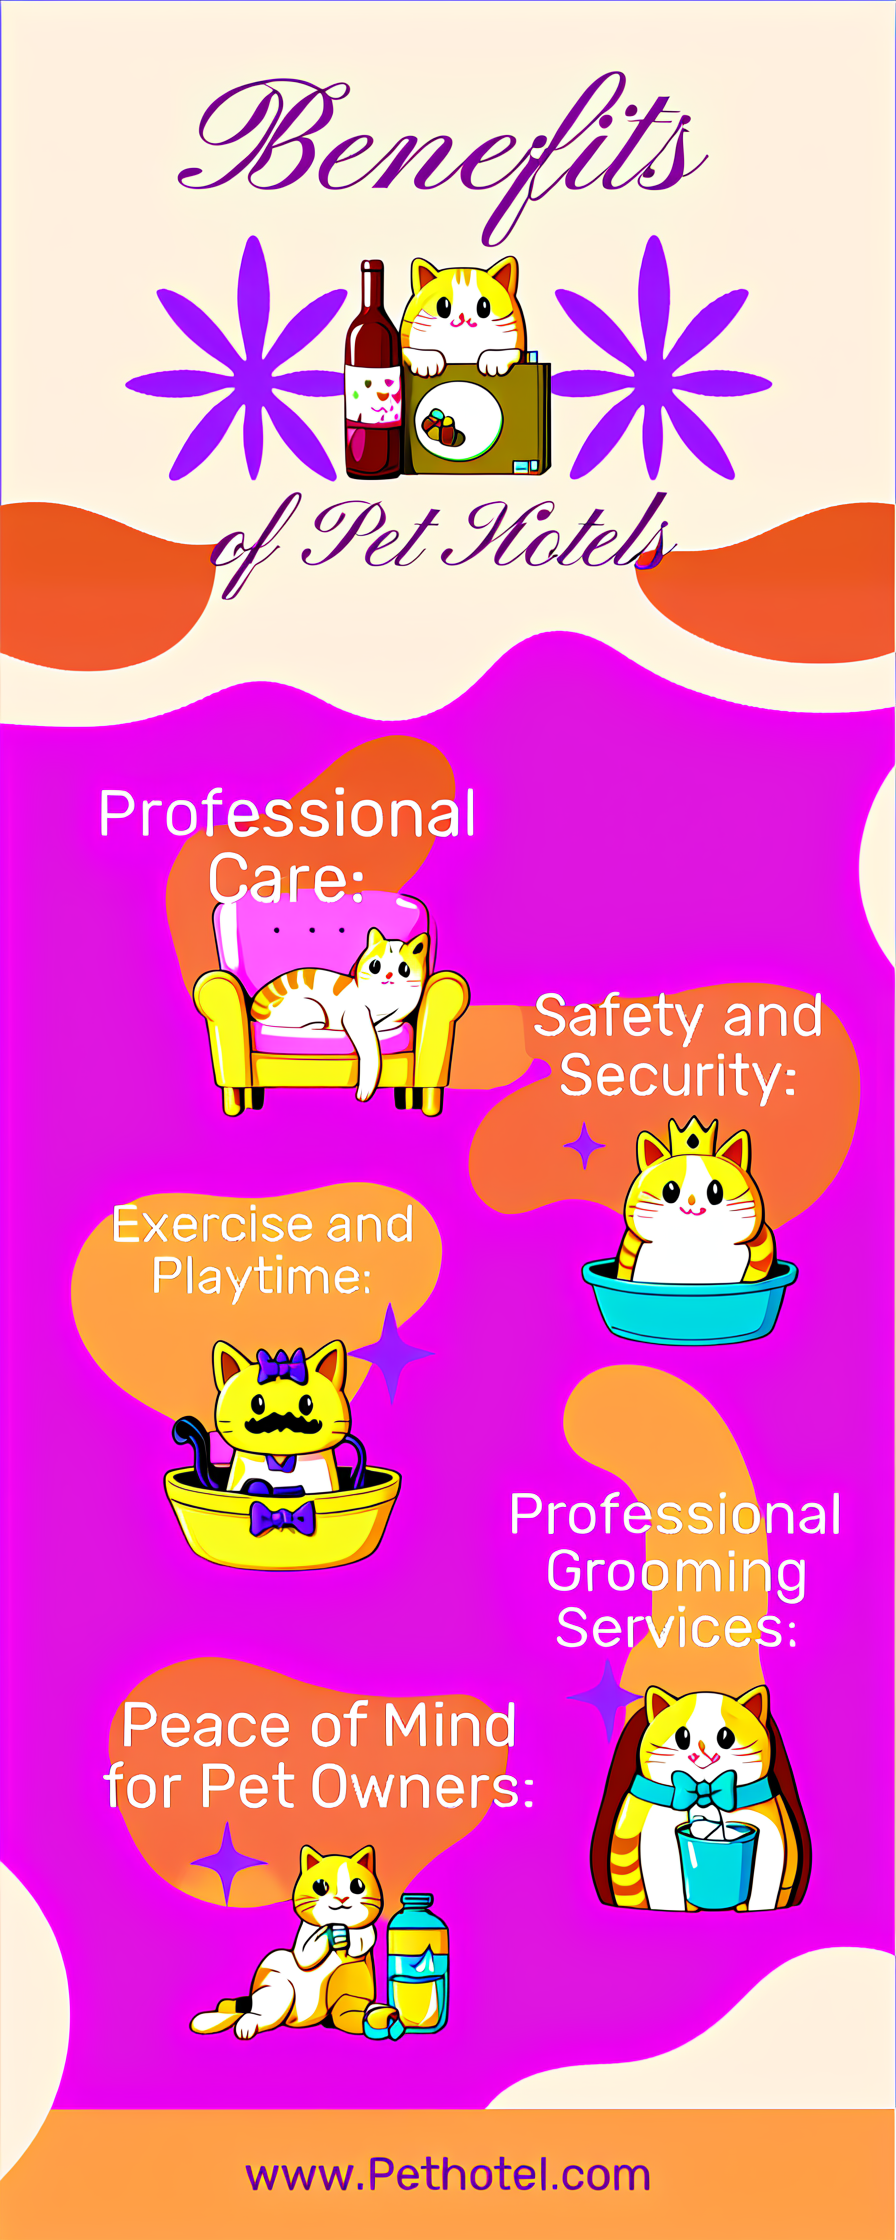 Benefits
of Pet Hotels
Professional
Care:
Safety and
Security:
Exercise and
Playtime:
Professional
Grooming
Services:
Peace of Mind
for Pet Owners:
www.Pethotel.com